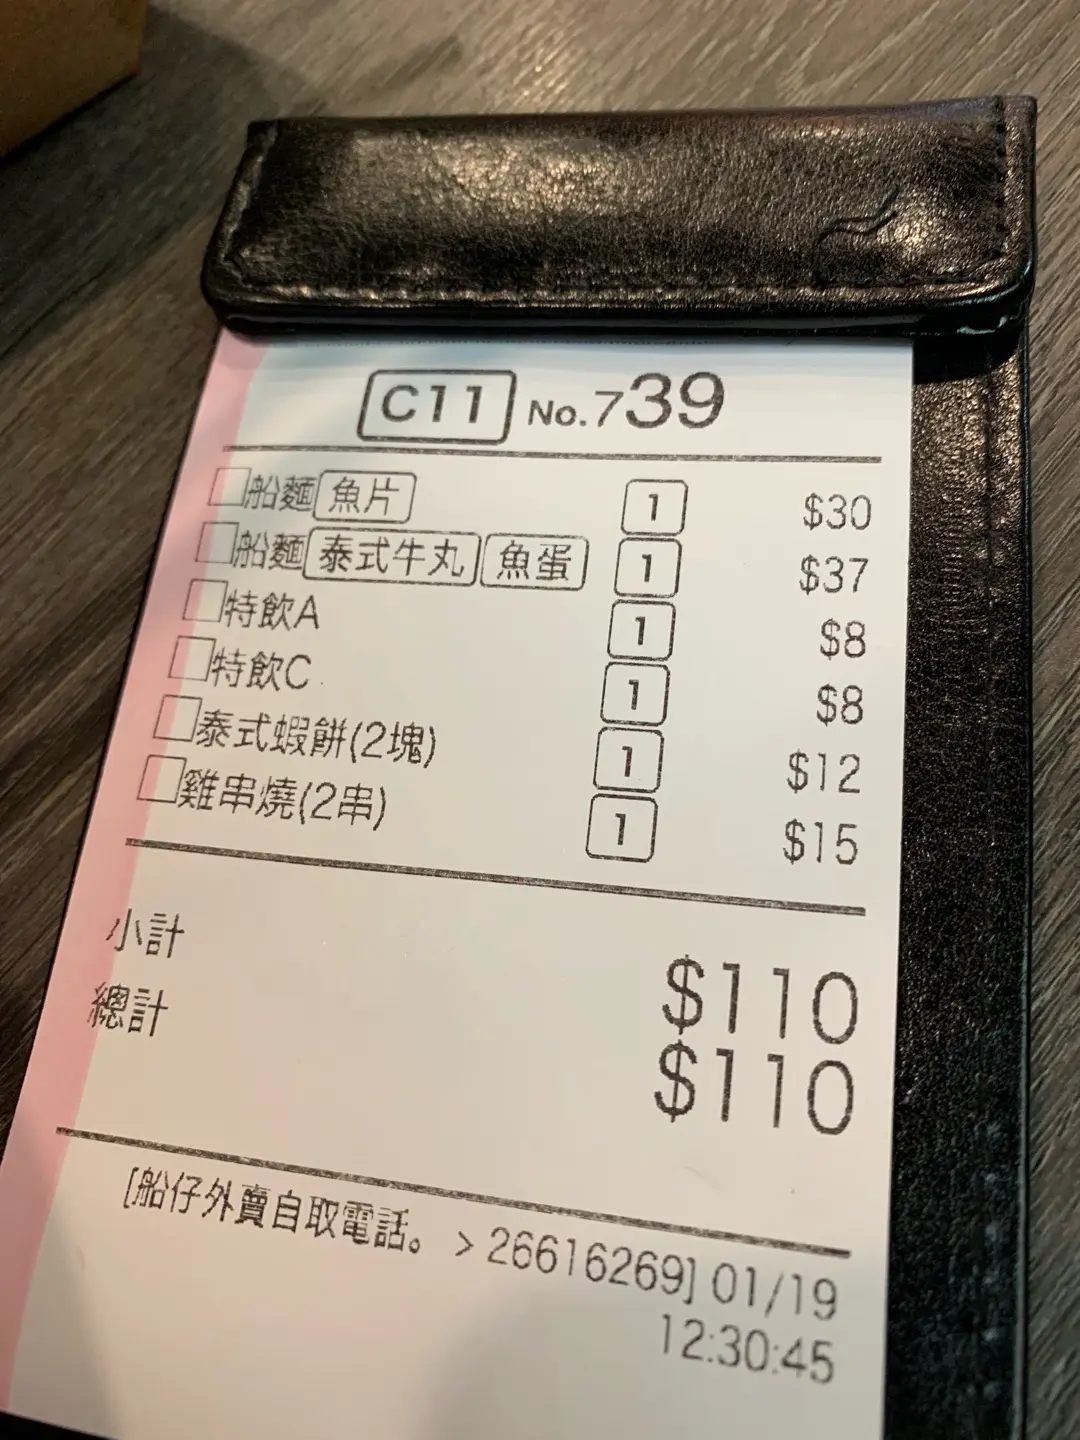 C11 No.739
船麵 魚片 1 $30
船麵 泰式牛丸 魚蛋 1 $37
特飲A 1 $8
特飲C 1 $8
泰式蝦餅(2塊) 1 $12
雞串燒(2串) 1 $15
小計 $110
總計 $110
[船仔外賣自取電話。 > 26616269] 01/19
12:30:45